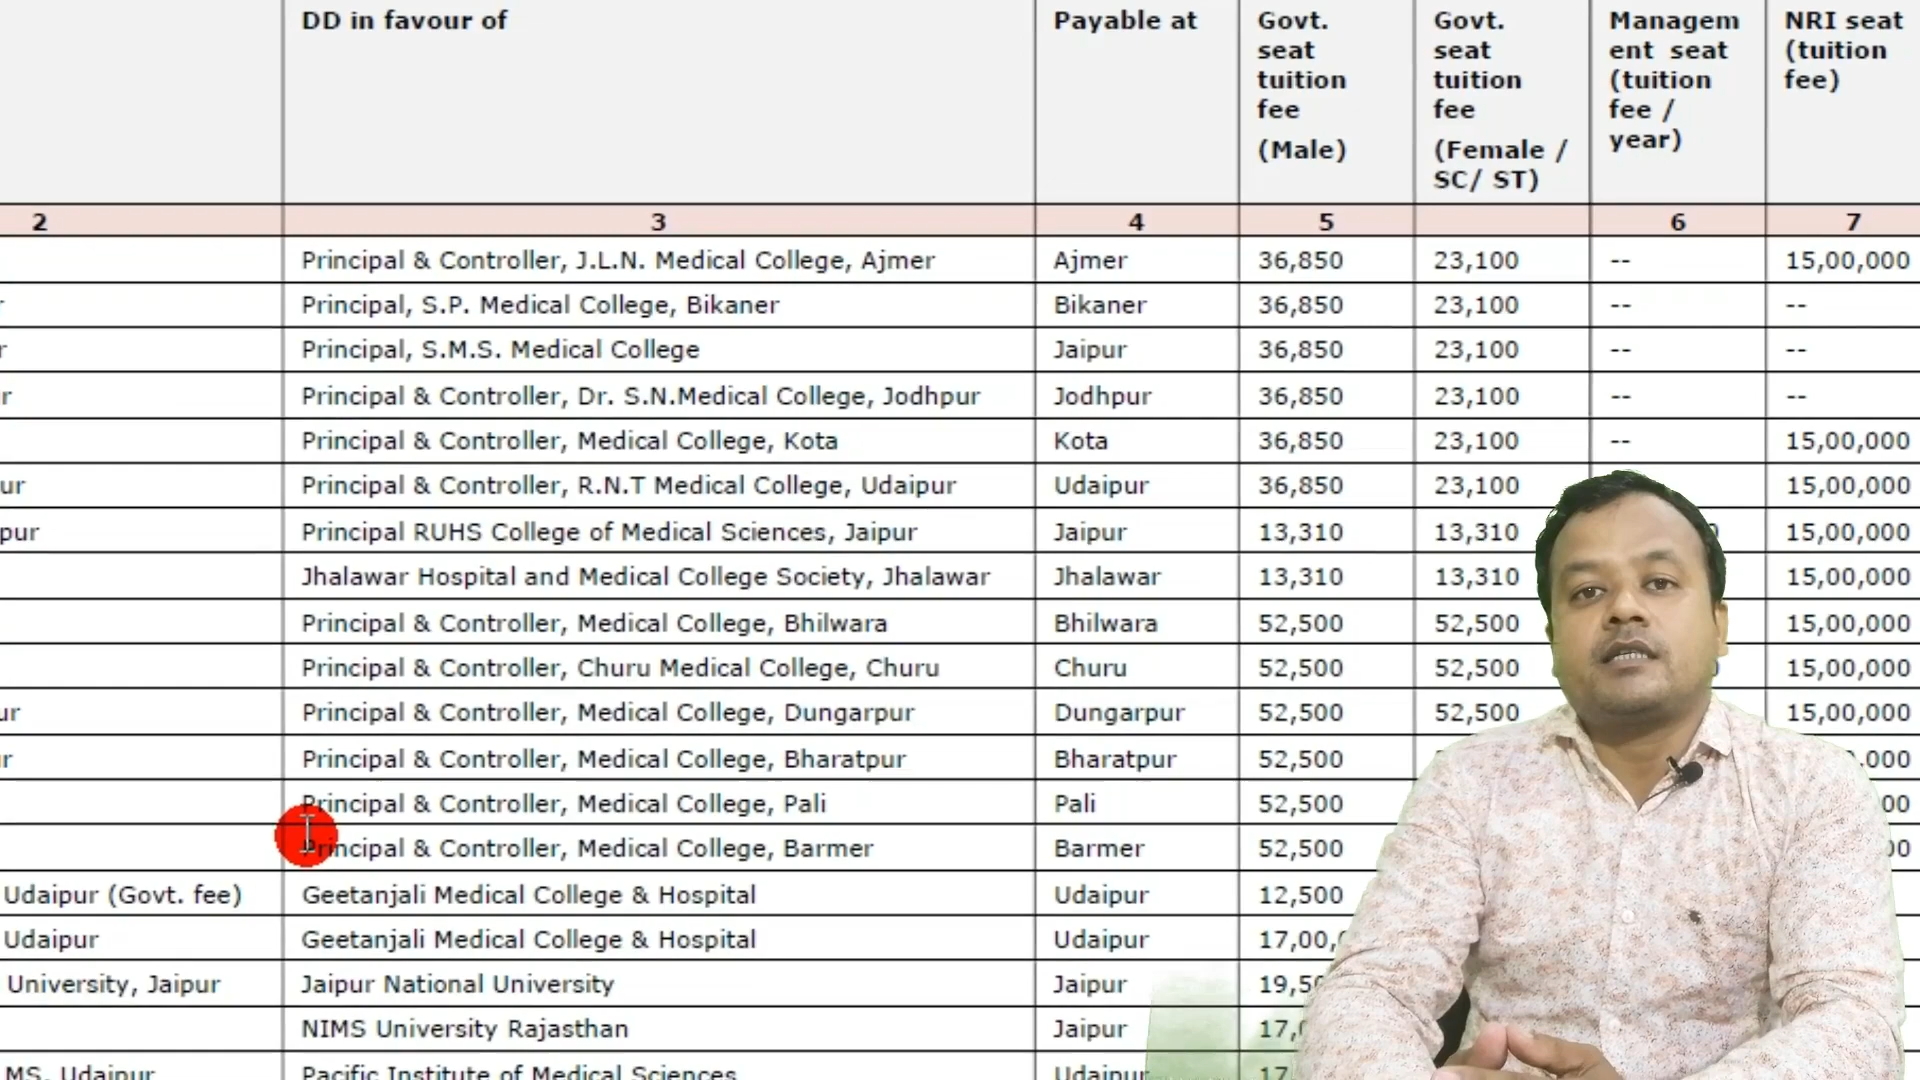 DD in favour of Payable at Govt. seat tuition fee (Male) Govt. seat tuition fee (Female / SC/ ST) Managem ent seat (tuition fee / year) NRI seat (tuition fee)
2 3 4 5 6 7
Principal & Controller, J.L.N. Medical College, Ajmer Ajmer 36,850 23,100 -- 15,00,000
Principal, S.P. Medical College, Bikaner Bikaner 36,850 23,100 -- --
Principal, S.M.S. Medical College Jaipur 36,850 23,100 -- --
Principal & Controller, Dr. S.N.Medical College, Jodhpur Jodhpur 36,850 23,100 -- --
Principal & Controller, Medical College, Kota Kota 36,850 23,100 -- 15,00,000
ur Principal & Controller, R.N.T Medical College, Udaipur Udaipur 36,850 23,100 15,00,000
pur Principal RUHS College of Medical Sciences, Jaipur Jaipur 13,310 13,310 15,00,000
Jhalawar Hospital and Medical College Society, Jhalawar Jhalawar 13,310 13,310 15,00,000
Principal & Controller, Medical College, Bhilwara Bhilwara 52,500 52,500 15,00,000
Principal & Controller, Churu Medical College, Churu Churu 52,500 52,500 15,00,000
ur Principal & Controller, Medical College, Dungarpur Dungarpur 52,500 52,500 15,00,000
Principal & Controller, Medical College, Bharatpur Bharatpur 52,500
Principal & Controller, Medical College, Pali Pali 52,500
Principal & Controller, Medical College, Barmer Barmer 52,500
Udaipur (Govt. fee) Geetanjali Medical College & Hospital Udaipur 12,500
Udaipur Geetanjali Medical College & Hospital Udaipur
University, Jaipur Jaipur National University Jaipur
NIMS University Rajasthan Jaipur
MS, Udaipur Pacific Institute of Medical Sciences Udaipur